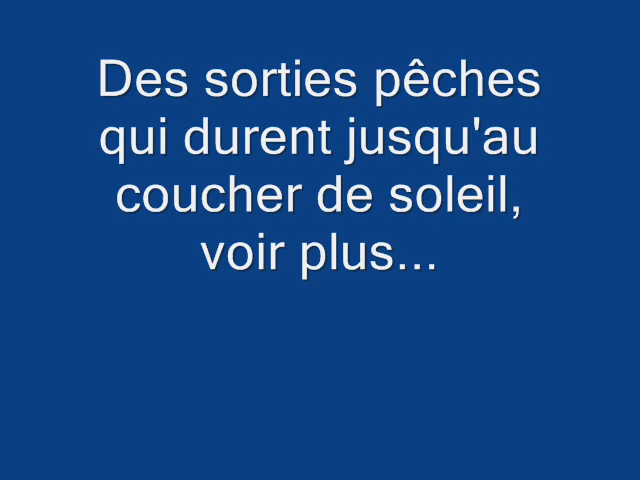 Des sorties pêches
qui durent jusqu'au
coucher de soleil,
voir plus...